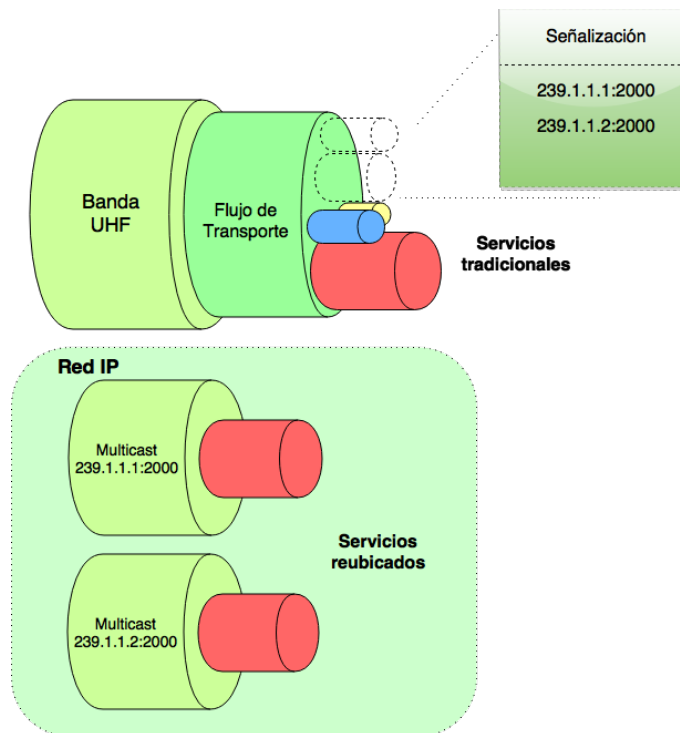 Señalización
239.1.1.1:2000
239.1.1.2:2000
Banda
UHF
Flujo de
Transporte
Servicios
tradicionales
Red IP
Multicast
239.1.1.1:2000
Servicios
reubicados
Multicast
239.1.1.2:2000